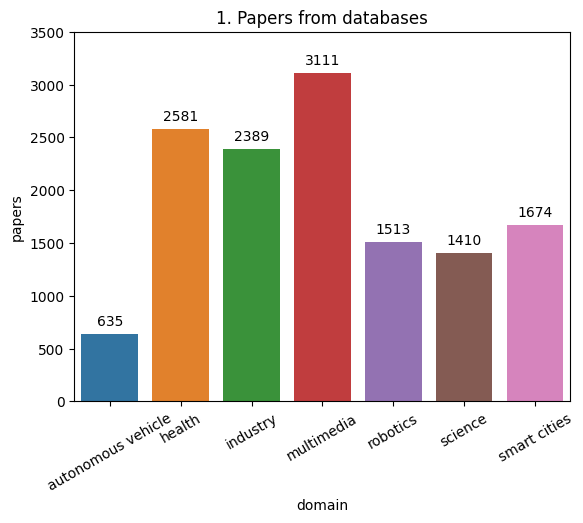 1. Papers from databases
3500
3000
2500
2000
1500
1000
500
0
papers
635
2581
2389
3111
1513
1410
1674
autonomous vehicle
health
industry
multimedia
robotics
science
smart cities
domain